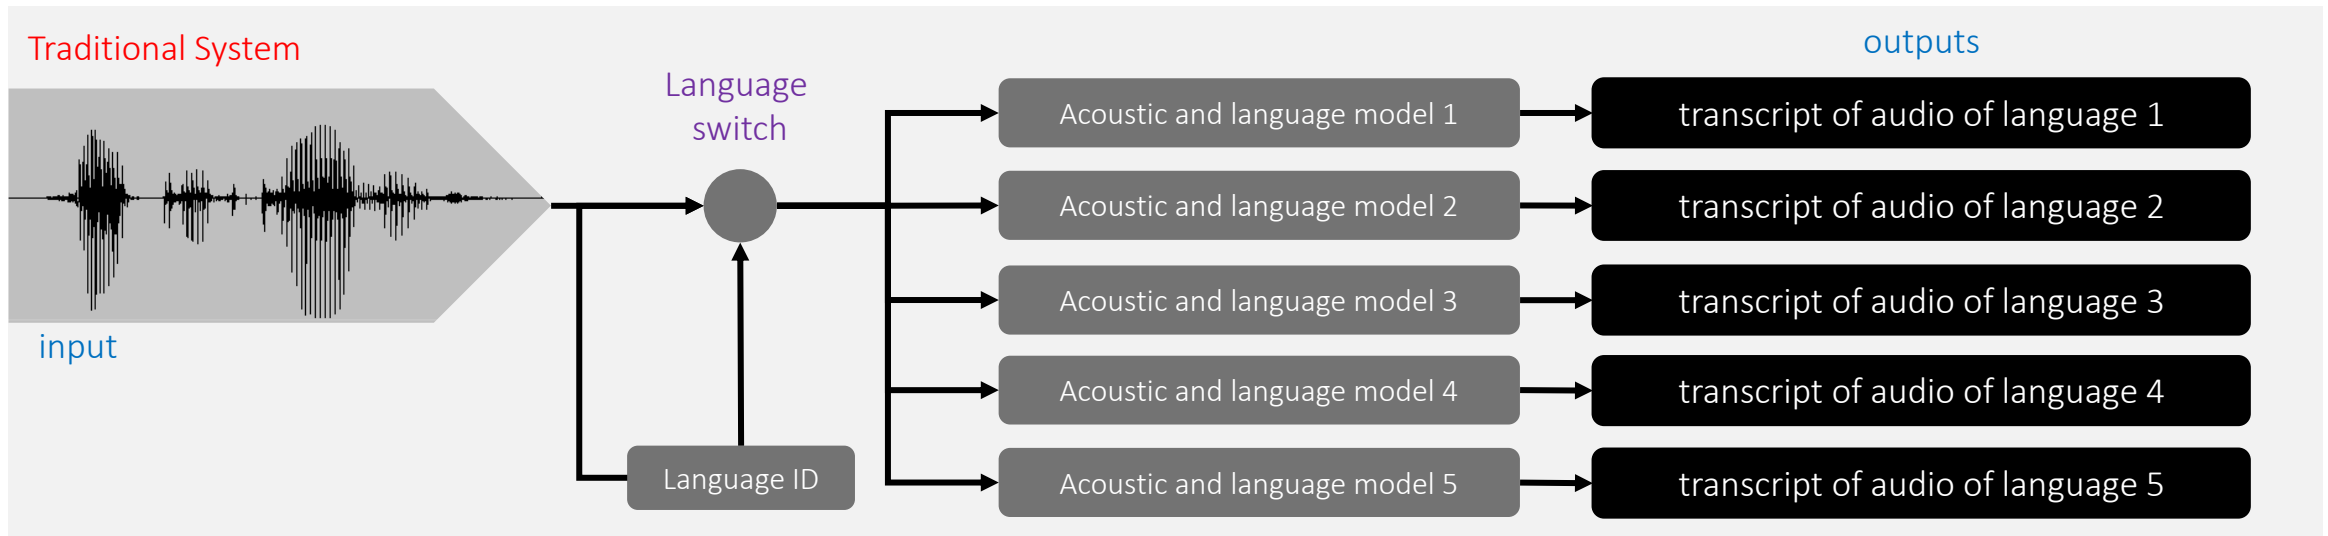 Traditional System
input
Language
switch
Language ID
Acoustic and language model 1
Acoustic and language model 2
Acoustic and language model 3
Acoustic and language model 4
Acoustic and language model 5
outputs
transcript of audio of language 1
transcript of audio of language 2
transcript of audio of language 3
transcript of audio of language 4
transcript of audio of language 5